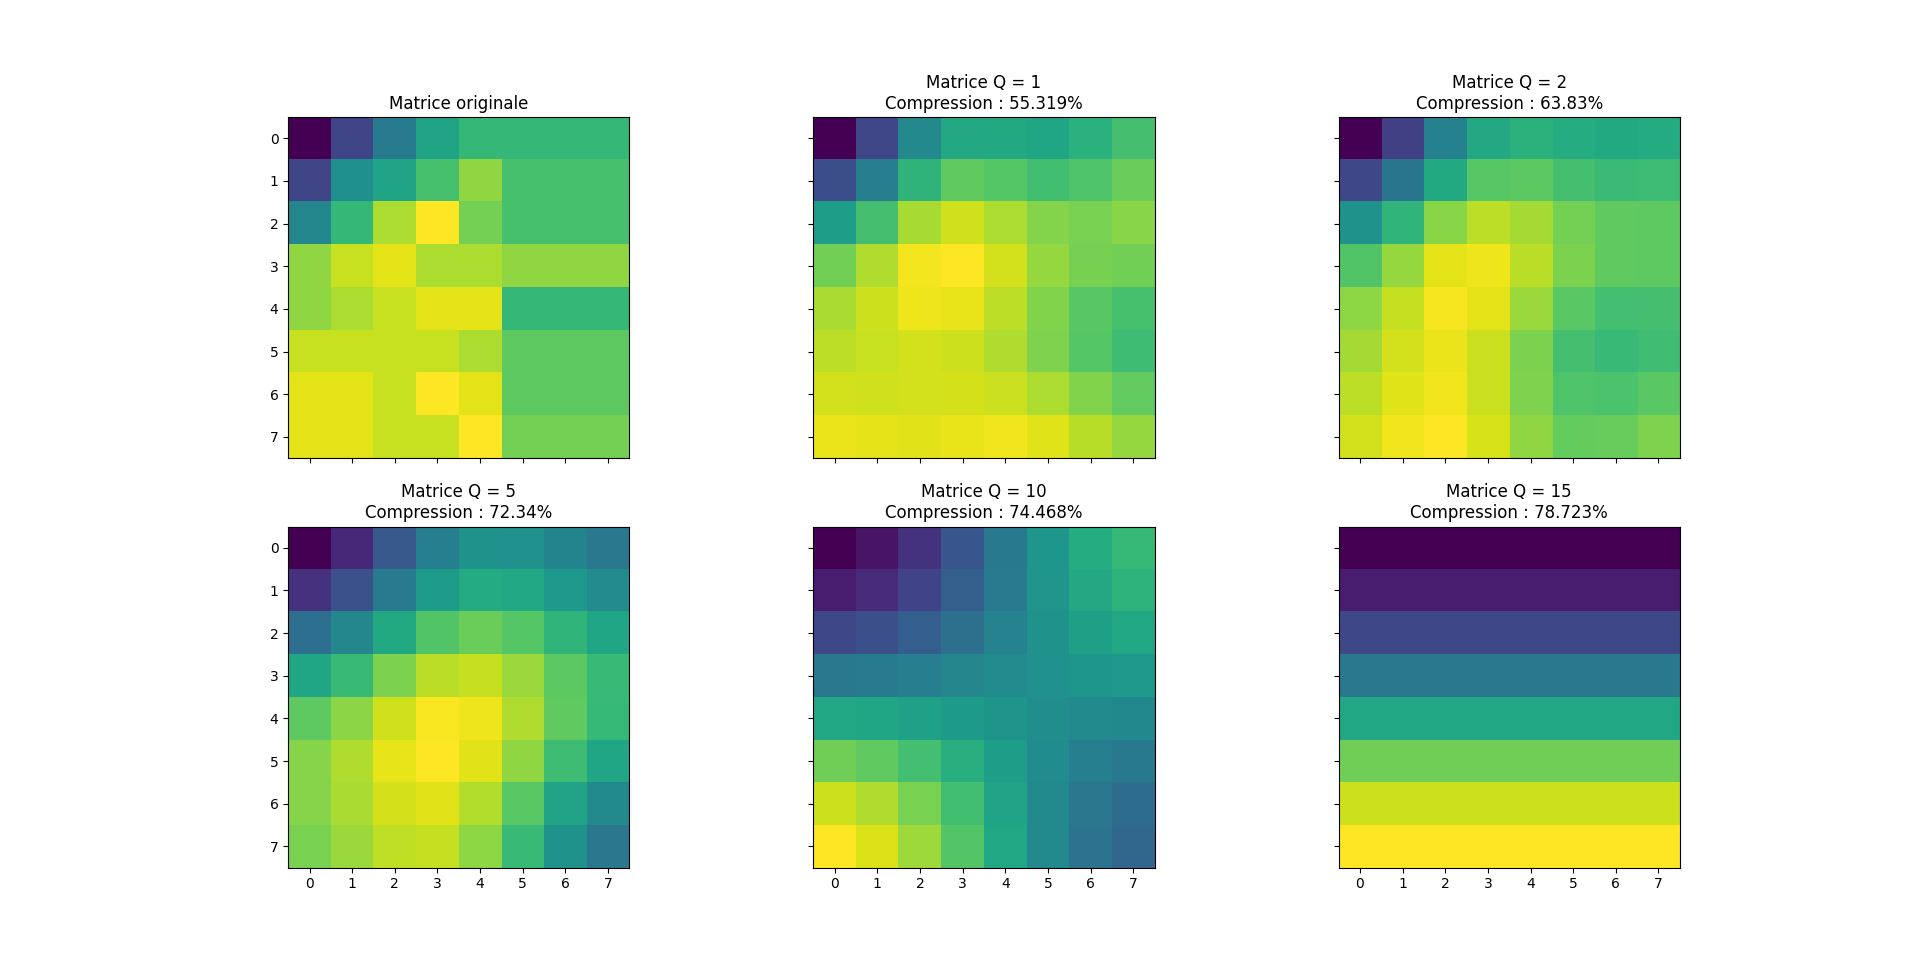 Matrice originale
0
1
2
3
4
5
6
7
Matrice Q = 1
Compression : 55.319%
Matrice Q = 2
Compression : 63.83%
Matrice Q = 5
Compression : 72.34%
0
1
2
3
4
5
6
7
0 1 2 3 4 5 6 7
Matrice Q = 10
Compression : 74.468%
0 1 2 3 4 5 6 7
Matrice Q = 15
Compression : 78.723%
0 1 2 3 4 5 6 7